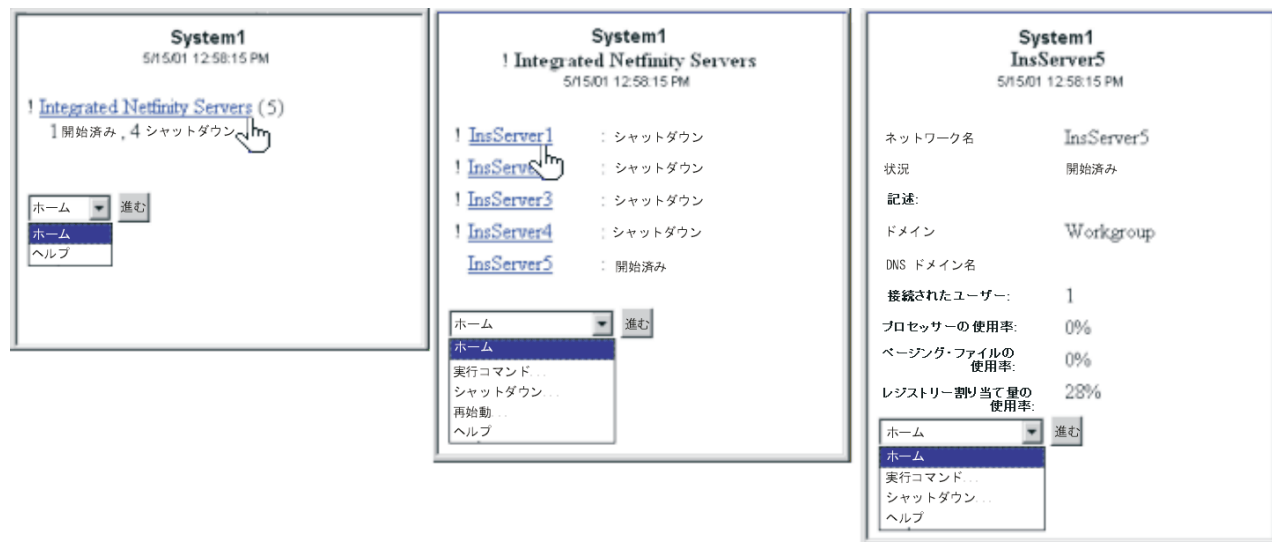 System1
5/15/01 12:58:15 PM
! Integrated Netfinity Servers (5)
1 開始済み , 4 シャットダウン
ホーム 進む
ホーム
ヘルプ
System1
! Integrated Netfinity Servers
5/15/01 12:58:15 PM
! InsServer1 : シャットダウン
! InsServe : シャットダウン
! InsServer3 : シャットダウン
! InsServer4 : シャットダウン
InsServer5 : 開始済み
ホーム 進む
ホーム
実行コマンド...
シャットダウン...
再始動...
ヘルプ
System1
InsServer5
5/15/01 12:58:15 PM
ネットワーク名 InsServer5
状況 開始済み
記述:
ドメイン Workgroup
DNS ドメイン名
接続されたユーザー: 1
プロセッサーの使用率: 0%
ページング・ファイルの
使用率: 0%
レジストリー割り当て量の 28%
使用率:
ホーム 進む
ホーム
実行コマンド...
シャットダウン...
ヘルプ